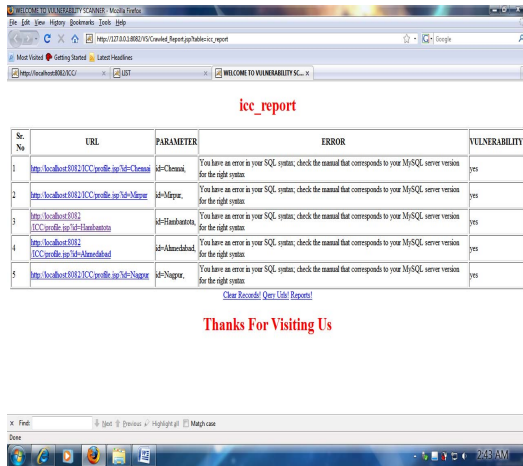 WELCOME TO VULNERABILITY SCANNER - Mozilla Firefox
File Edit View History Bookmarks Tools Help
http://127.0.0.1:8082/VS/Crawled_Report.jsp?tables=icc_report
Google
Most Visited Getting Started Latest Headlines
http://localhost:8082/ICC/ LIST WELCOME TO VULNERABILITY SC...
icc_report
Sr. No URL PARAMETER ERROR VULNERABILITY
1 http://localhost:8082/ICC/profile.jsp?id=Chennai id=Chennai, You have an error in your SQL syntax; check the manual that corresponds to your MySQL server version for the right syntax yes
2 http://localhost:8082/ICC/profile.jsp?id=Mirpur id=Mirpur, You have an error in your SQL syntax; check the manual that corresponds to your MySQL server version for the right syntax yes
3 http://localhost:8082/ICC/profile.jsp?id=Hambantota id=Hambantota, You have an error in your SQL syntax; check the manual that corresponds to your MySQL server version for the right syntax yes
4 http://localhost:8082/ICC/profile.jsp?id=Ahmedabad id=Ahmedabad, You have an error in your SQL syntax; check the manual that corresponds to your MySQL server version for the right syntax yes
5 http://localhost:8082/ICC/profile.jsp?id=Nagpur id=Nagpur, You have an error in your SQL syntax; check the manual that corresponds to your MySQL server version for the right syntax yes
Clear Records! Qery Urls! Reports!
Thanks For Visiting Us
x Find: Next Previous Highlight all Match case
Done
2:43 AM